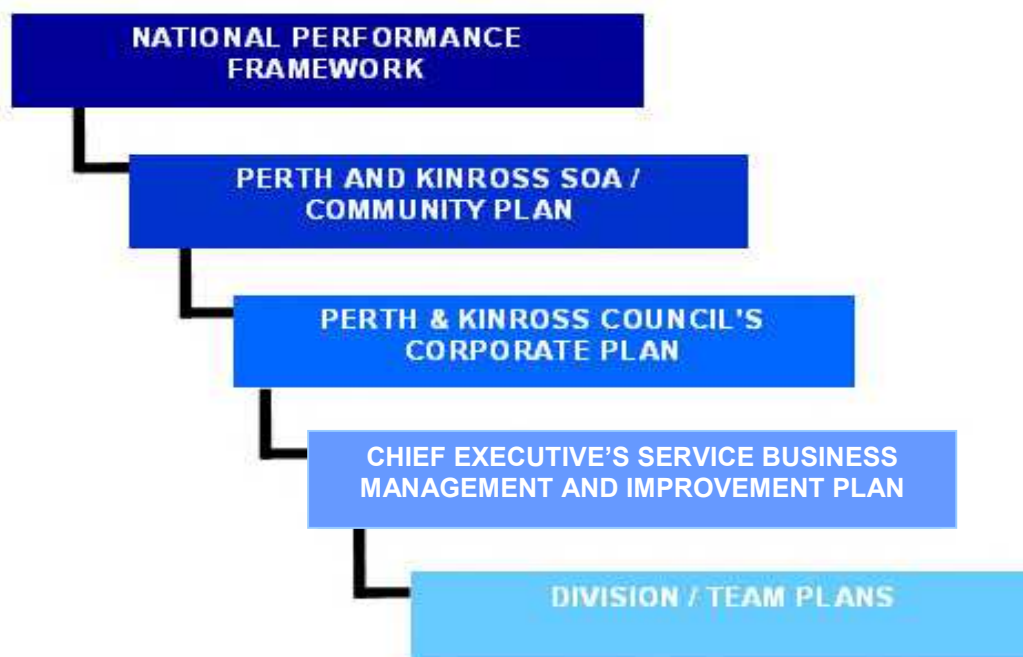 NATIONAL PERFORMANCE
FRAMEWORK
PERTH AND KINROSS SOA /
COMMUNITY PLAN
PERTH & KINROSS COUNCIL'S
CORPORATE PLAN
CHIEF EXECUTIVE’S SERVICE BUSINESS
MANAGEMENT AND IMPROVEMENT PLAN
DIVISION / TEAM PLANS